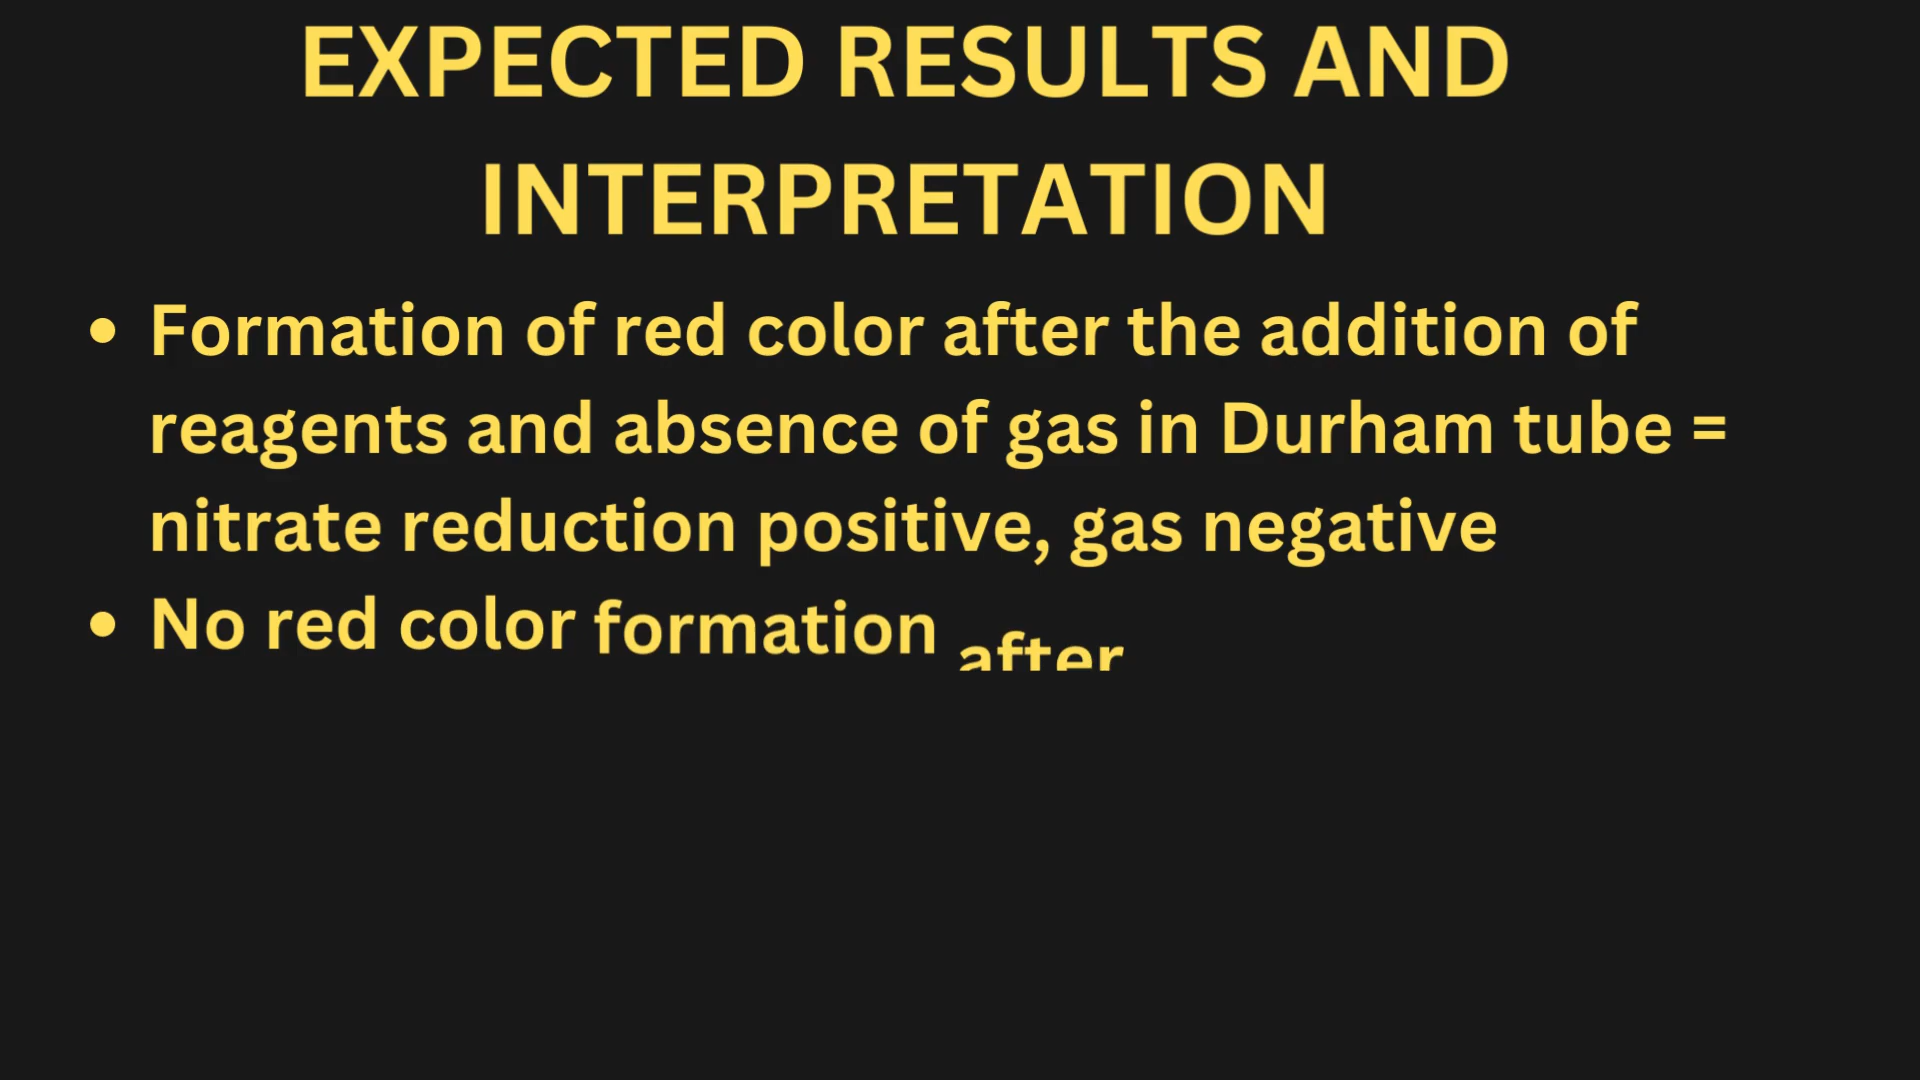 EXPECTED RESULTS AND
INTERPRETATION
• Formation of red color after the addition of
reagents and absence of gas in Durham tube =
nitrate reduction positive, gas negative
• No red color formation after